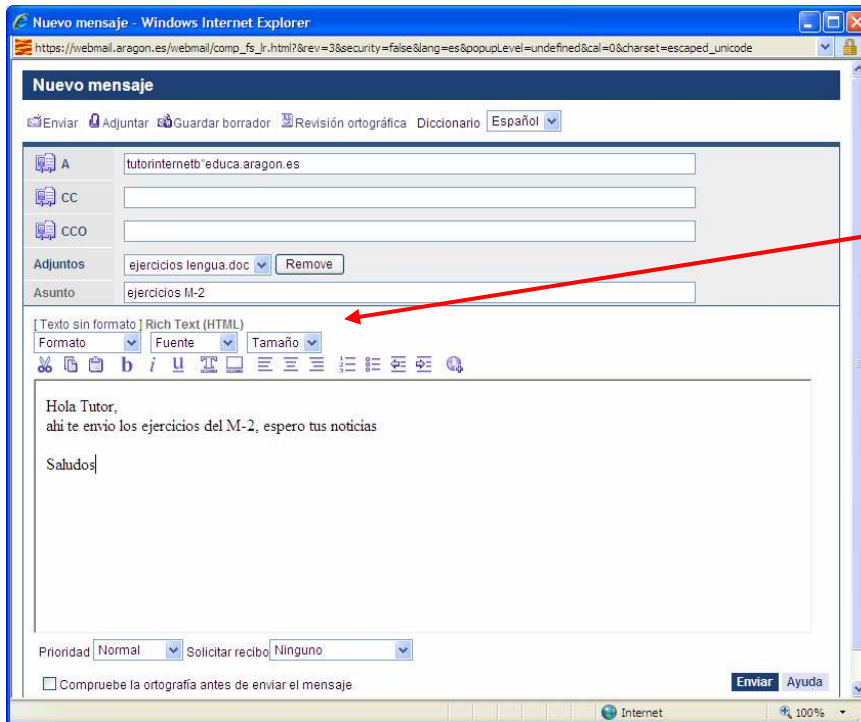 Nuevo mensaje - Windows Internet Explorer
https://webmail.aragon.es/webmail/comp_fs_lr.html?&rev=3&security=false&lang=es&popupLevel=undefined&cal=0&charset=escaped_unicode
Nuevo mensaje
Enviar Adjuntar Guardar borrador Revisión ortográfica Diccionario Español
A tutorinternetb"educa.aragon.es
CC
CCO
Adjuntos ejercicios lengua.doc Remove
Asunto ejercicios M-2
[ Texto sin formato ] Rich Text (HTML)
Formato Fuente Tamaño
b i u T
Hola Tutor,
ahi te envio los ejercicios del M-2, espero tus noticias
Saludos
Prioridad Normal Solicitar recibo Ninguno
Compruebe la ortografía antes de enviar el mensaje Enviar Ayuda
Internet 100%